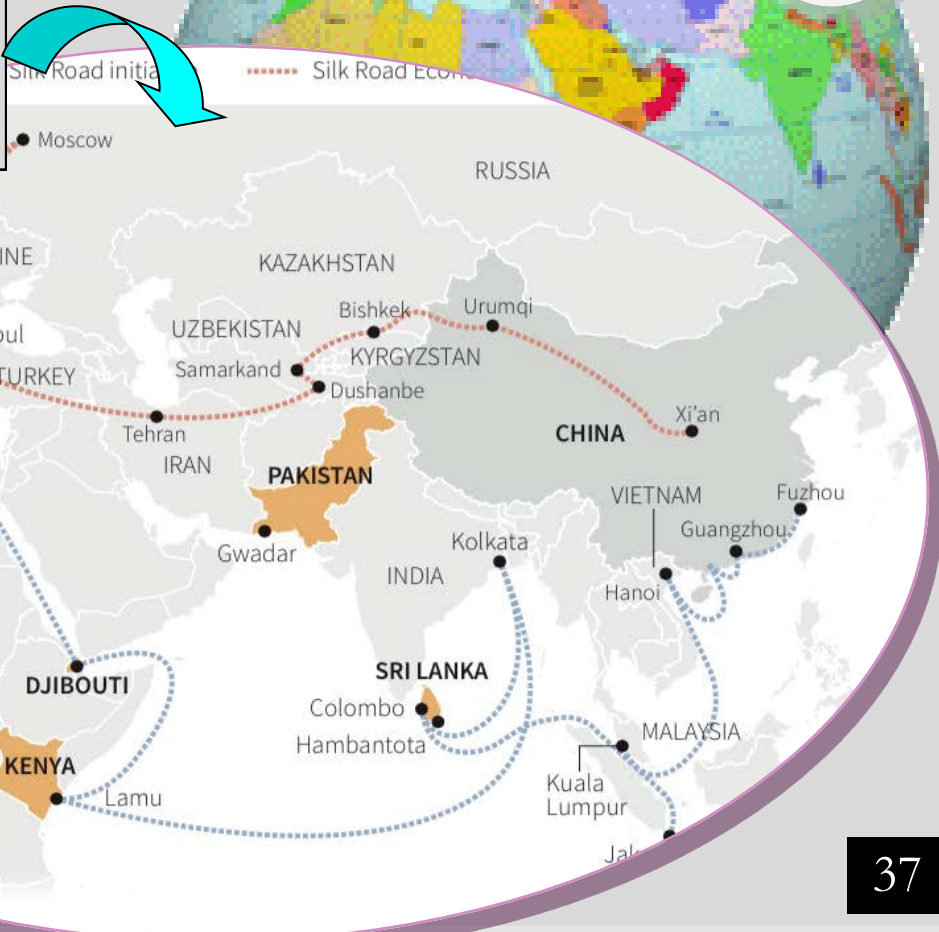 Silk Road initia
Silk Road Econo
Moscow
RUSSIA
INE
KAZAKHSTAN
Bishkek
Urumqi
UZBEKISTAN
oul
KYRGYZSTAN
Samarkand
TURKEY
Dushanbe
Xi'an
Tehran
CHINA
IRAN
PAKISTAN
VIETNAM
Fuzhou
Guangzhou
Kolkata
Gwadar
INDIA
Hanoi
SRI LANKA
DJIBOUTI
Colombo
MALAYSIA
Hambantota
KENYA
Kuala
Lumpur
Lamu
Jak
37